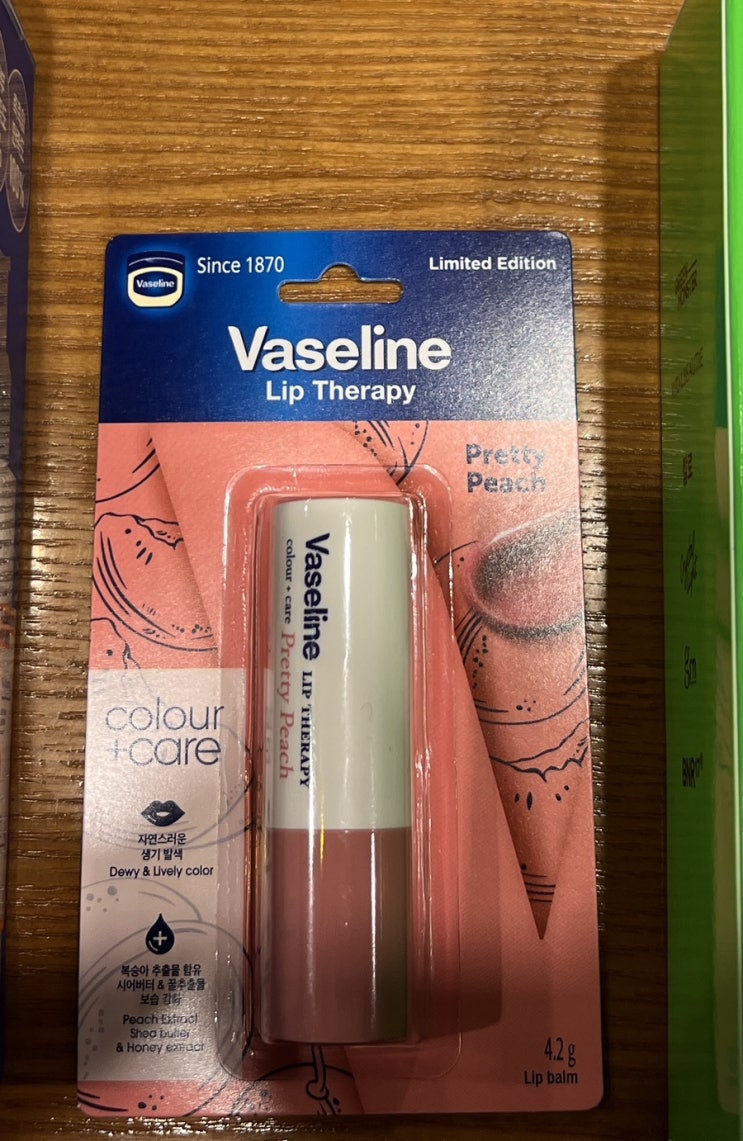 Vaseline
Since 1870
Limited Edition
Vaseline
Lip Therapy
Pretty
Peach
Vaseline LIP THERAPY
colour + care Pretty Peach
colour
+care
자연스러운
생기 발색
Dewy & Lively color
복숭아 추출물 함유
시어버터 & 꿀추출물
보습 강화
Peach Extract
Shea butter
& Honey extract
4.2 g
Lip balm
BNR